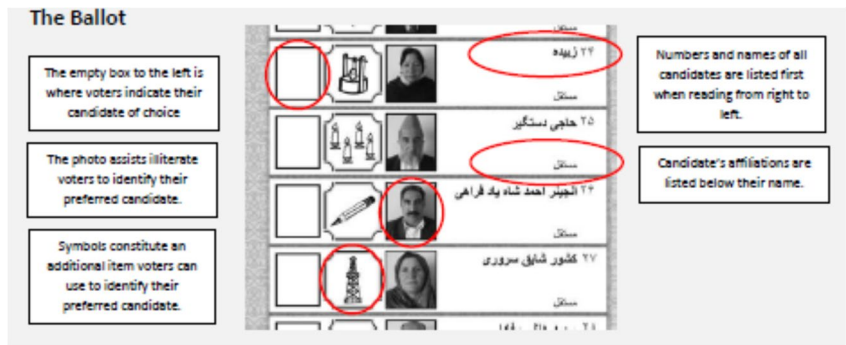 The Ballot
The empty box to the left is
where voters indicate their
candidate of choice
The photo assists illiterate
voters to identify their
preferred candidate.
Symbols constitute an
additional item voters can
use to identify their
preferred candidate.
۲۴ زبیده
مستقل
۲۵ حاجی دستگیر
مستقل
۲۶ انجینر احمد شاه یاد فراهی
مستقل
۲۷ کشور شایق سروری
مستقل
Numbers and names of all
candidates are listed first
when reading from right to
left.
Candidate's affiliations are
listed below their name.